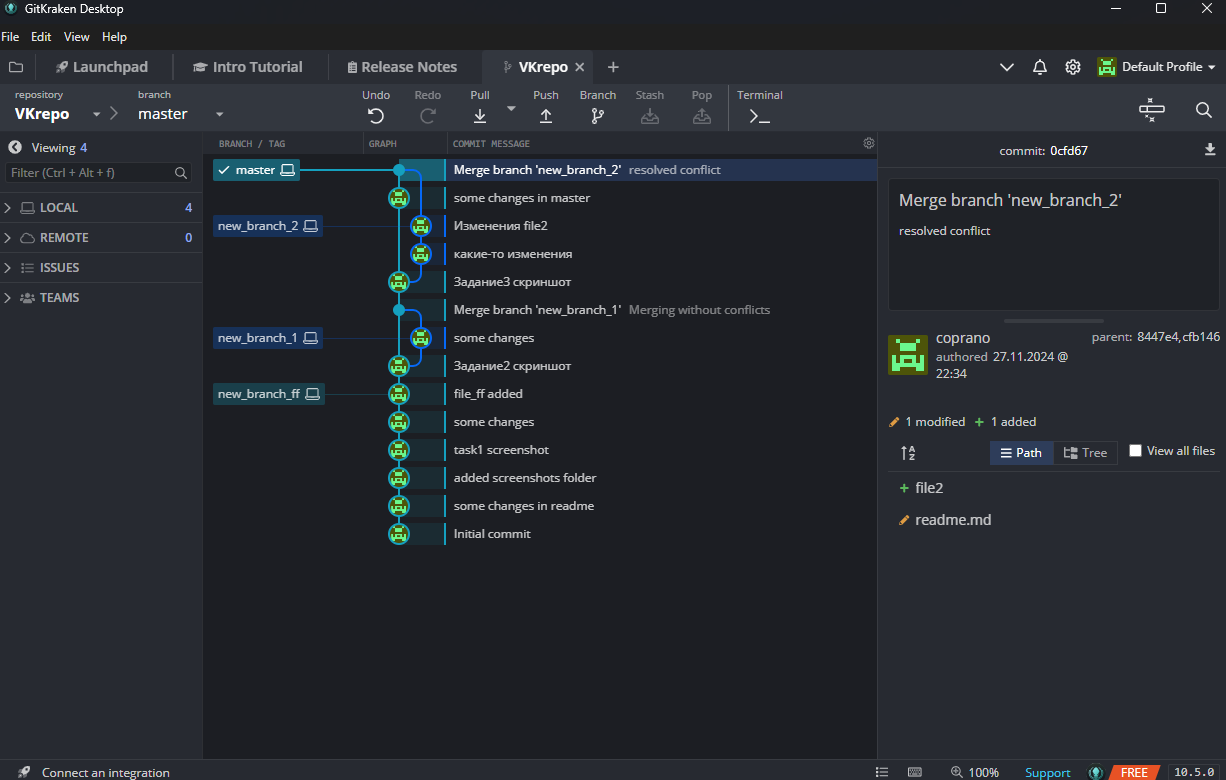 GitKraken Desktop
File Edit View Help
Launchpad Intro Tutorial Release Notes VKrepo Default Profile
repository branch Undo Redo Pull Push Branch Stash Pop Terminal
VKrepo master
Viewing 4
Filter (Ctrl + Alt + f)
LOCAL 4
REMOTE 0
ISSUES
TEAMS
BRANCH / TAG GRAPH COMMIT MESSAGE
master Merge branch 'new_branch_2' resolved conflict
some changes in master
new_branch_2 Изменения file2
какие-то изменения
Задание3 скриншот
Merge branch 'new_branch_1' Merging without conflicts
new_branch_1 some changes
Задание2 скриншот
new_branch_ff file_ff added
some changes
task1 screenshot
added screenshots folder
some changes in readme
Initial commit
commit: 0cfd67
Merge branch 'new_branch_2'
resolved conflict
coprano parent: 8447e4,cfb146
authored 27.11.2024 @
22:34
1 modified + 1 added
Path Tree View all files
+ file2
readme.md
Connect an integration 100% Support FREE 10.5.0